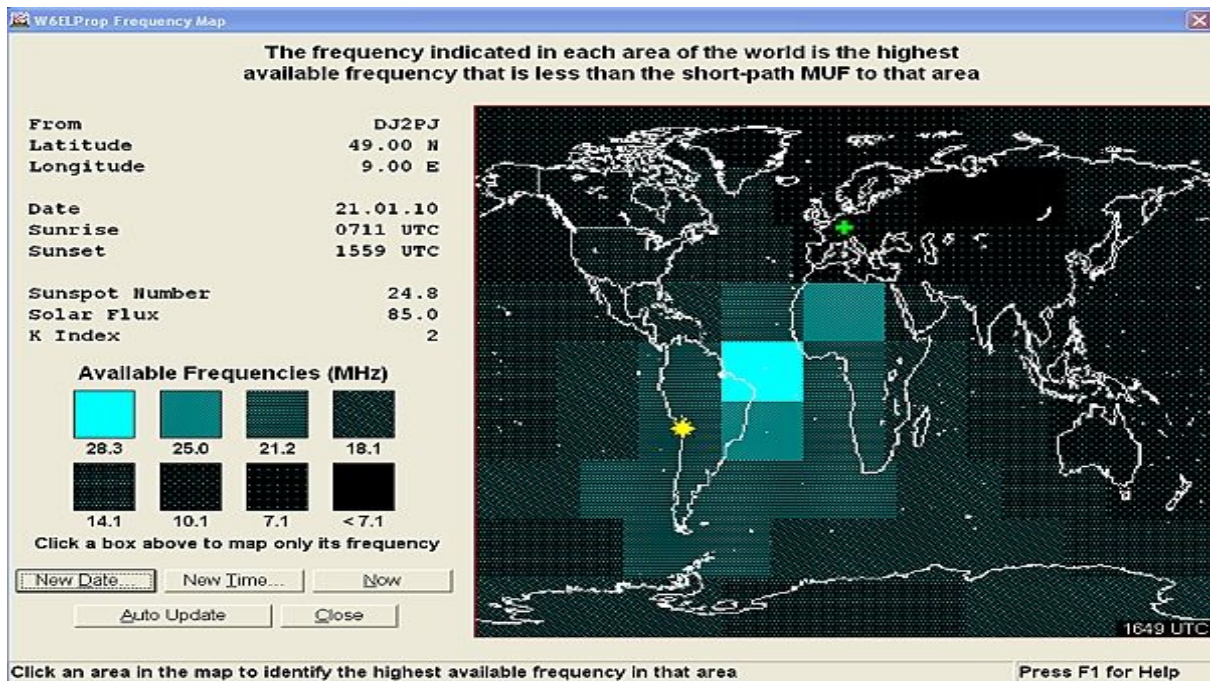 W6ELProp Frequency Map
The frequency indicated in each area of the world is the highest
available frequency that is less than the short-path MUF to that area
From DJ2PJ
Latitude 49.00 N
Longitude 9.00 E
Date 21.01.10
Sunrise 0711 UTC
Sunset 1559 UTC
Sunspot Number 24.8
Solar Flux 85.0
K Index 2
Available Frequencies (MHz)
28.3 25.0 21.2 18.1
14.1 10.1 7.1 < 7.1
Click a box above to map only its frequency
New Date... New Time... Now
Auto Update Close
1649 UTC
Click an area in the map to identify the highest available frequency in that area Press F1 for Help